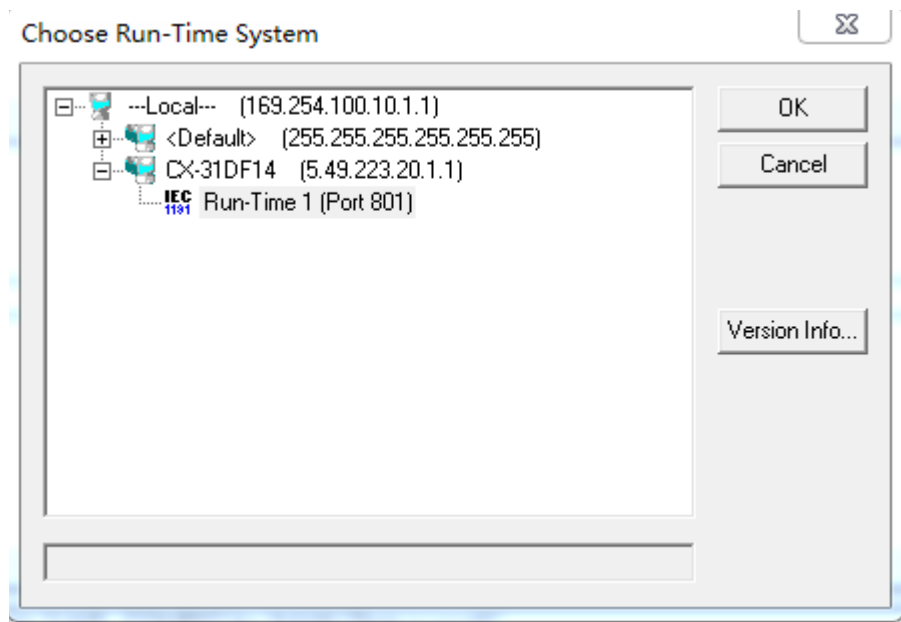 Choose Run-Time System
---Local--- (169.254.100.10.1.1)
<Default> (255.255.255.255.255.255)
CX-31DF14 (5.49.223.20.1.1)
IEC 1131 Run-Time 1 (Port 801)
OK
Cancel
Version Info...